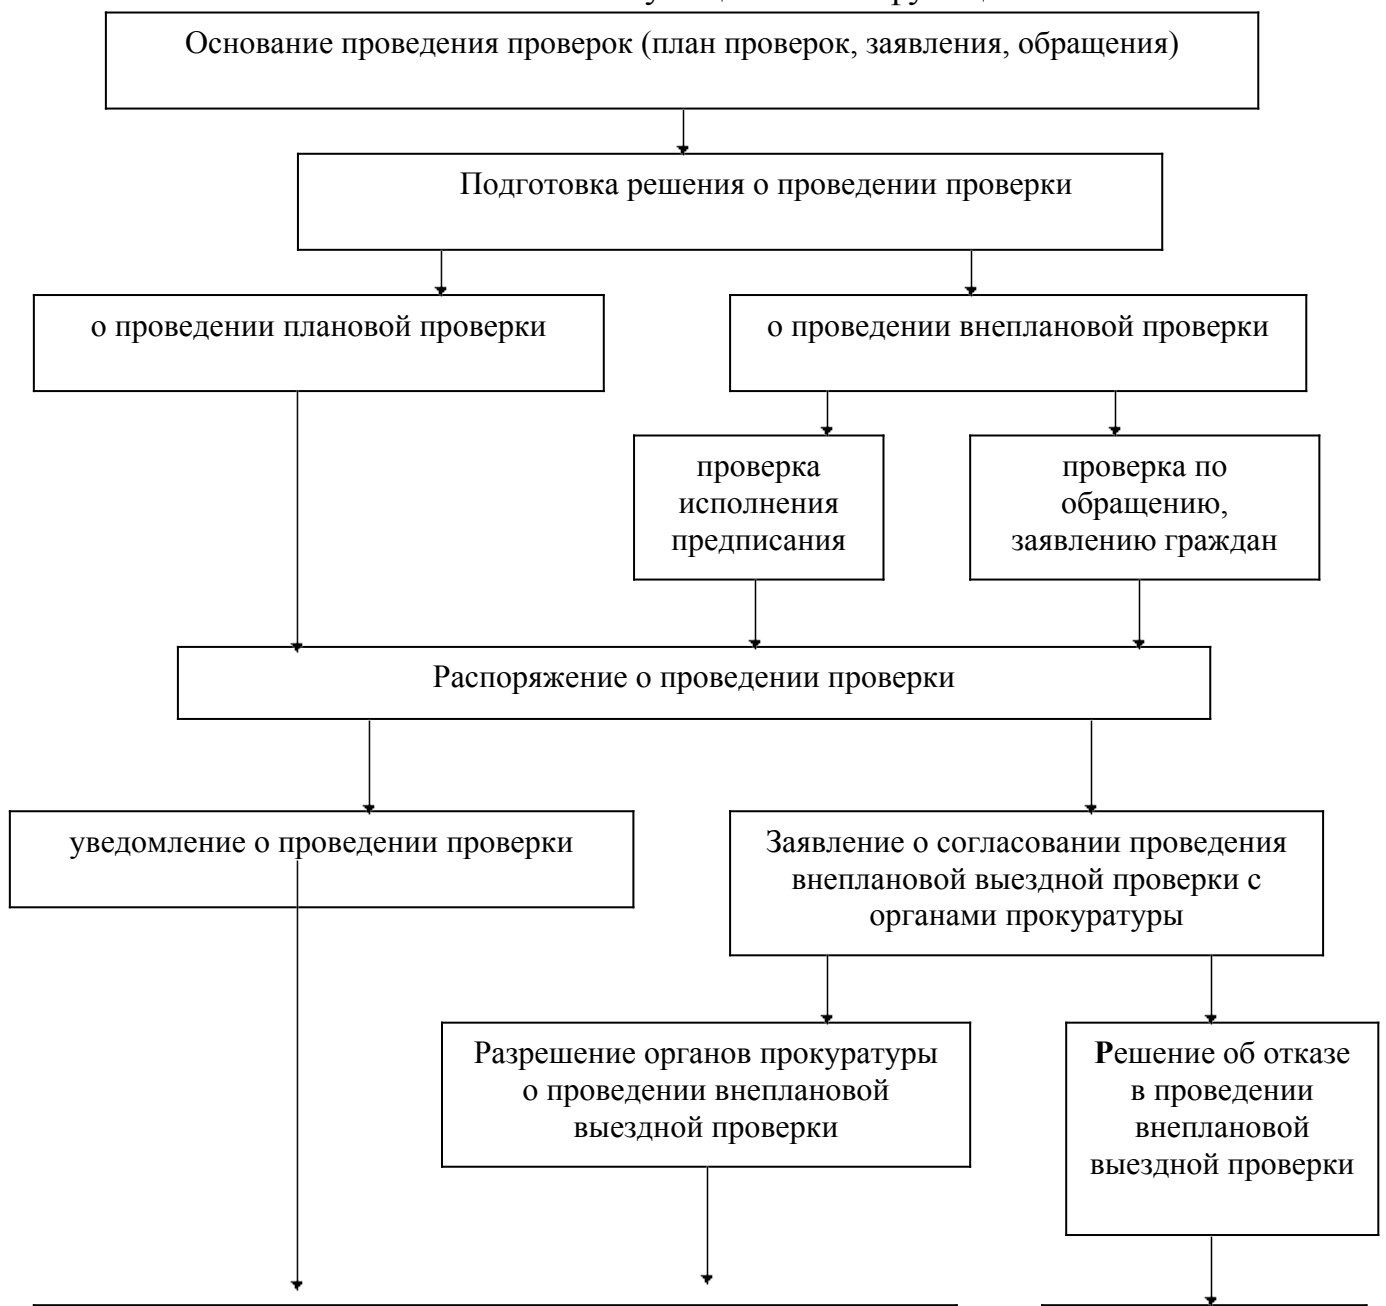 Основание проведения проверок (план проверок, заявления, обращения)
Подготовка решения о проведении проверки
о проведении плановой проверки
о проведении внеплановой проверки
проверка
исполнения
предписания
проверка по
обращению,
заявлению граждан
Распоряжение о проведении проверки
уведомление о проведении проверки
Заявление о согласовании проведения
внеплановой выездной проверки с
органами прокуратуры
Разрешение органов прокуратуры
о проведении внеплановой
выездной проверки
Решение об отказе
в проведении
внеплановой
выездной проверки